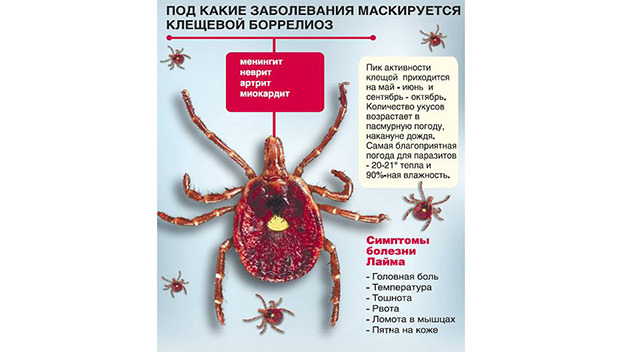 ПОД КАКИЕ ЗАБОЛЕВАНИЯ МАСКИРУЕТСЯ
КЛЕЩЕВОЙ БОРРЕЛИОЗ
менингит
неврит
артрит
миокардит
Пик активности
клещей приходится
на май - июнь и
сентябрь - октябрь.
Количество укусов
возрастает в
пасмурную погоду,
накануне дождя.
Самая благоприятная
погода для паразитов
- 20-21° тепла и
90%-ная влажность.
Симптомы
болезни
Лайма
- Головная боль
- Температура
- Тошнота
- Рвота
- Ломота в мышцах
- Пятна на коже